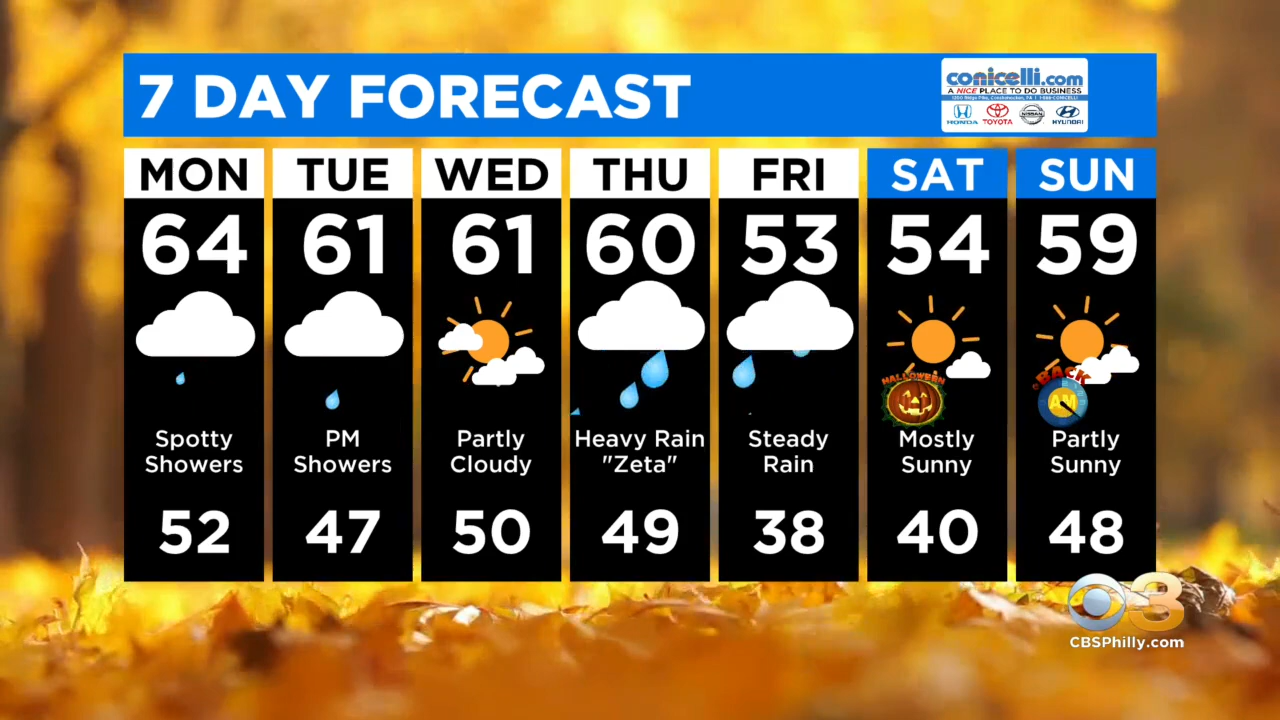 7 DAY FORECAST
conicelli.com
A NICE PLACE TO DO BUSINESS
HONDA TOYOTA NISSAN HYUNDAI
MON TUE WED THU FRI SAT SUN
64 61 61 60 53 54 59
HALLOWEEN
BACK
AM
Spotty Showers
PM Showers
Partly Cloudy
Heavy Rain "Zeta"
Steady Rain
Mostly Sunny
Partly Sunny
52 47 50 49 38 40 48
3
CBSPhilly.com